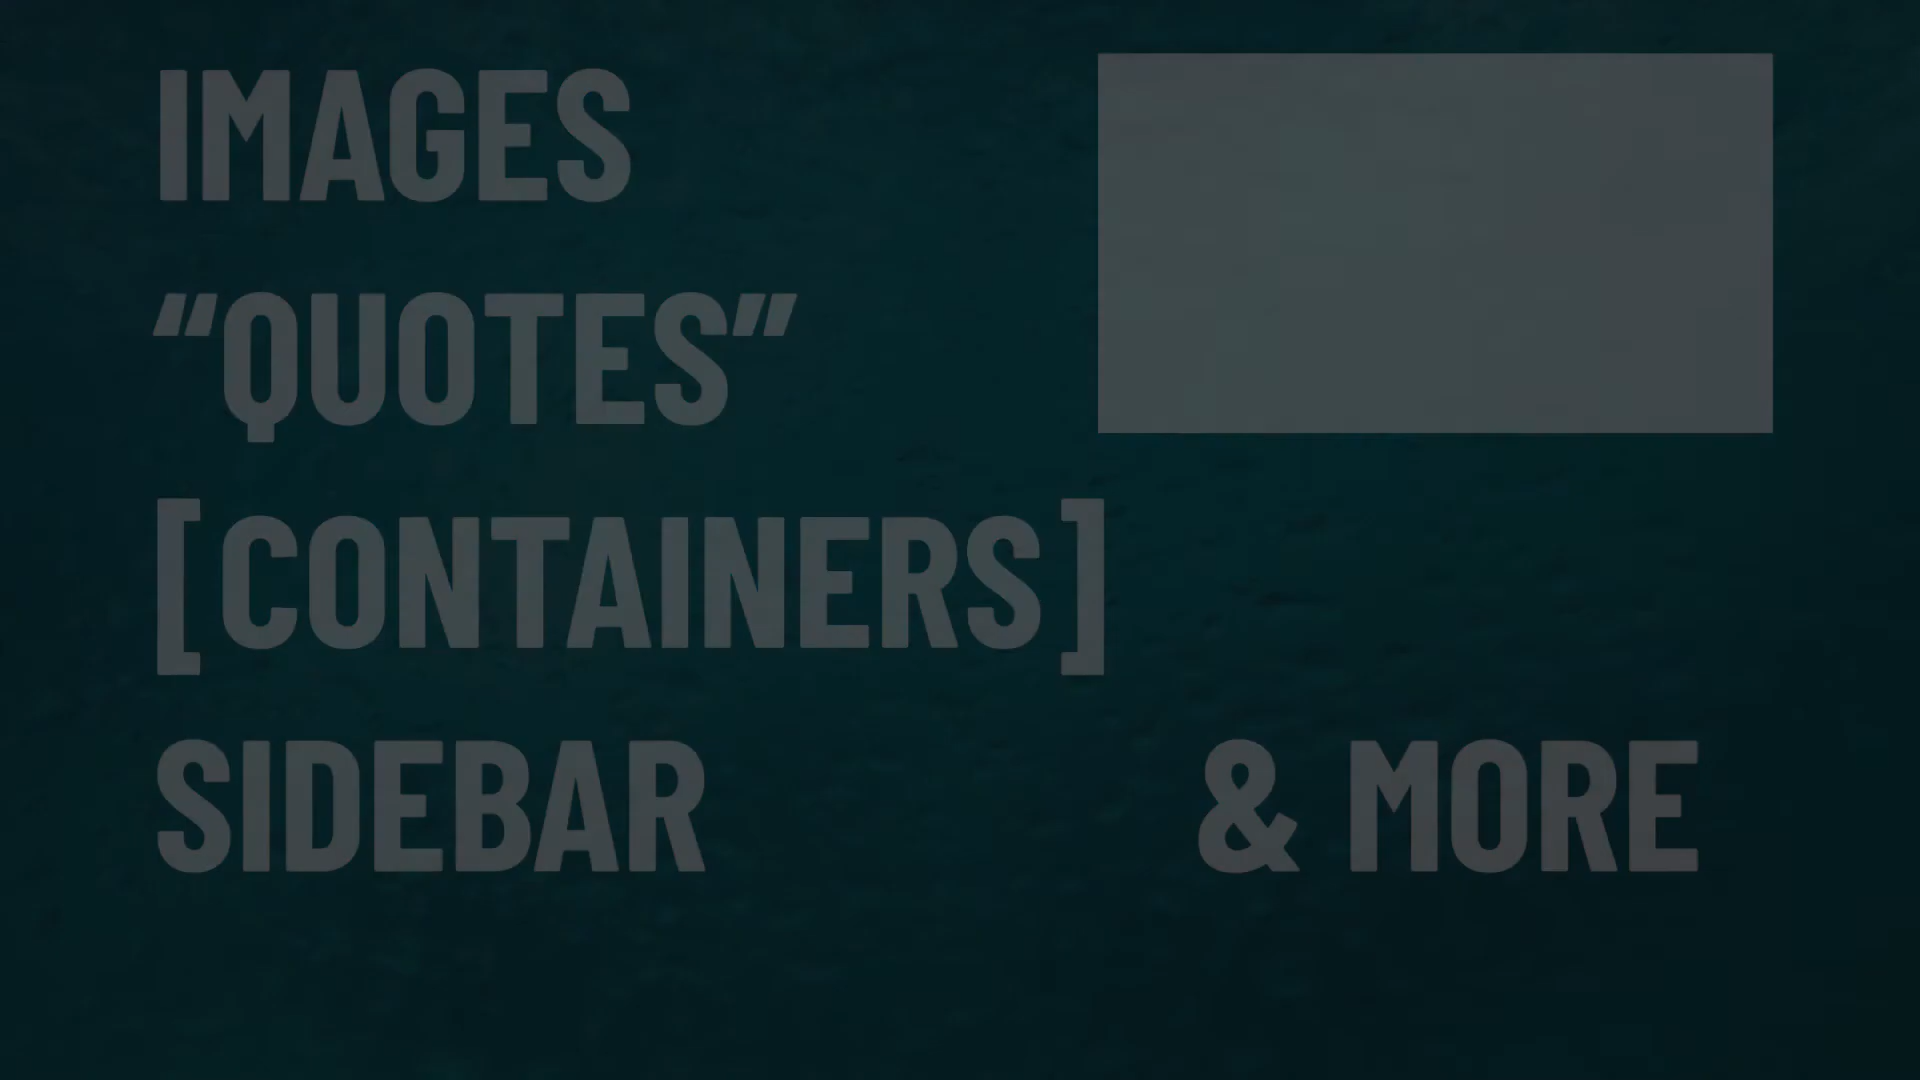 IMAGES
“QUOTES”
[CONTAINERS]
SIDEBAR & MORE